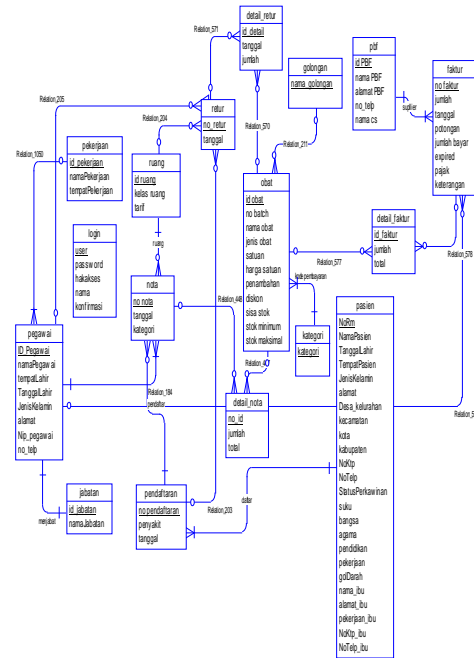 detail_retur
id_detail
tanggal
jumlah
Relation_571
golongan
nama_golongan
pbf
id PBF
nama PBF
alamat PBF
no_telp
nama cs
suplier
faktur
no faktur
jumlah
tanggal
potongan
jumlah bayar
expired
pajak
keterangan
Relation_205
retur
no_retur
tanggal
Relation_204
Relation_570
Relation_211
pekerjaan
id_pekerjaan
namaPekerjaan
tempatPekerjaan
Relation_1050
ruang
id ruang
kelas ruang
tarif
ruang
obat
id obat
no batch
nama obat
jenis obat
satuan
harga satuan
penambahan
diskon
sisa stok
stok minimum
stok maksimal
detail_faktur
id_faktur
jumlah
total
Relation_577
Relation_578
login
user
password
hakakses
nama
konfirmasi
nota
no nota
tanggal
kategori
kategori
kategori
pegawai
ID_Pegawai
namaPegawai
tempatLahir
TanggalLahir
JenisKelamin
alamat
Nip_pegawai
no_telp
Relation_184
pendaftar
detail_nota
no_id
jumlah
total
pasien
NoRm
NamaPasien
TanggalLahir
TempatPasien
JenisKelamin
alamat
Desa_kelurahan
kecamatan
kota
kabupaten
NoKtp
NoTelp
StatusPerkawinan
suku
bangsa
agama
pendidikan
pekerjaan
golDarah
nama_ibu
alamat_ibu
pekerjaan_ibu
NoKtp_ibu
NoTelp_ibu
jabatan
id_jabatan
namaJabatan
menjabat
pendaftaran
no pendaftaran
penyakit
tanggal
Relation_203
daftar